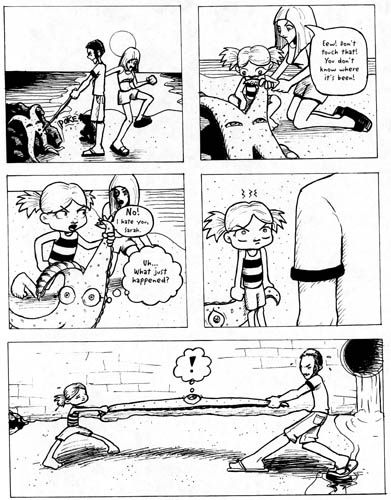 POKE
Eew! Don't
touch that!
You don't
know where
it's been!
No!
I hate you,
Sarah.
Uh...
What just
happened?
!